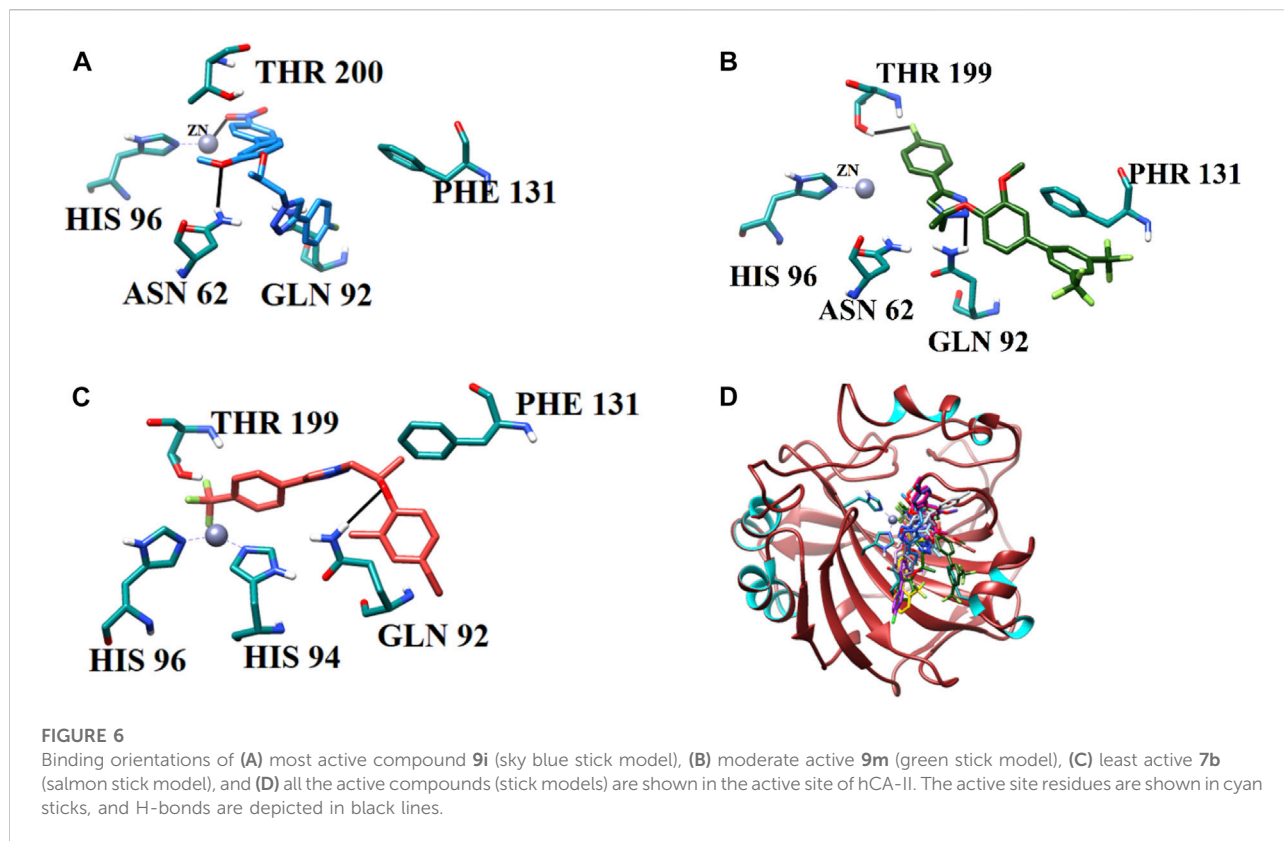 A
THR 200
ZN
HIS 96
PHE 131
ASN 62
GLN 92
B
THR 199
ZN
PHR 131
HIS 96
ASN 62
GLN 92
C
THR 199
PHE 131
GLN 92
HIS 96
HIS 94
D
FIGURE 6
Binding orientations of (A) most active compound 9i (sky blue stick model), (B) moderate active 9m (green stick model), (C) least active 7b
(salmon stick model), and (D) all the active compounds (stick models) are shown in the active site of hCA-II. The active site residues are shown in cyan
sticks, and H-bonds are depicted in black lines.